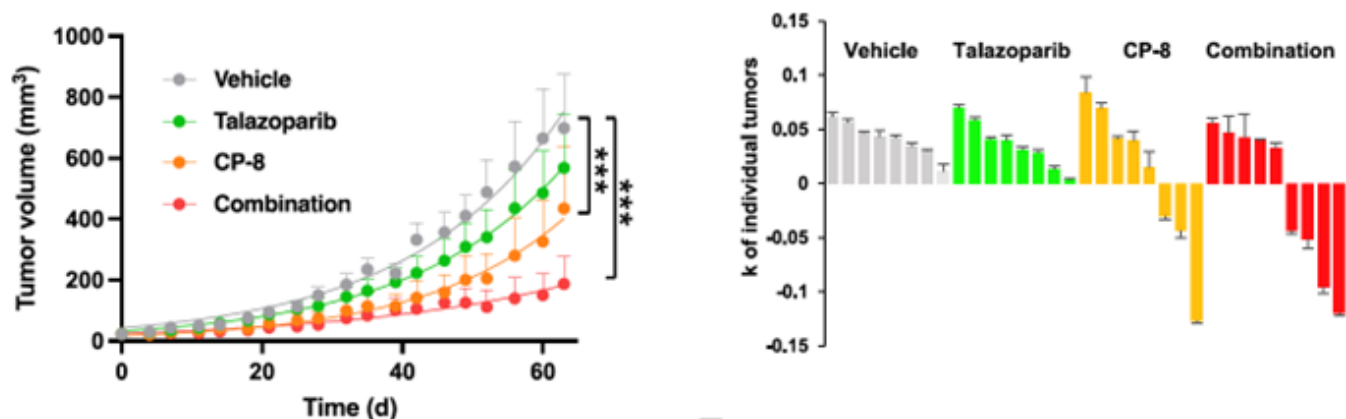 1000
800
600
400
200
0
Tumor volume (mm³)
Vehicle
Talazoparib
CP-8
Combination
***
***
0
20
40
60
Time (d)
0.15
0.1
0.05
0
-0.05
-0.1
-0.15
k of individual tumors
Vehicle Talazoparib CP-8 Combination